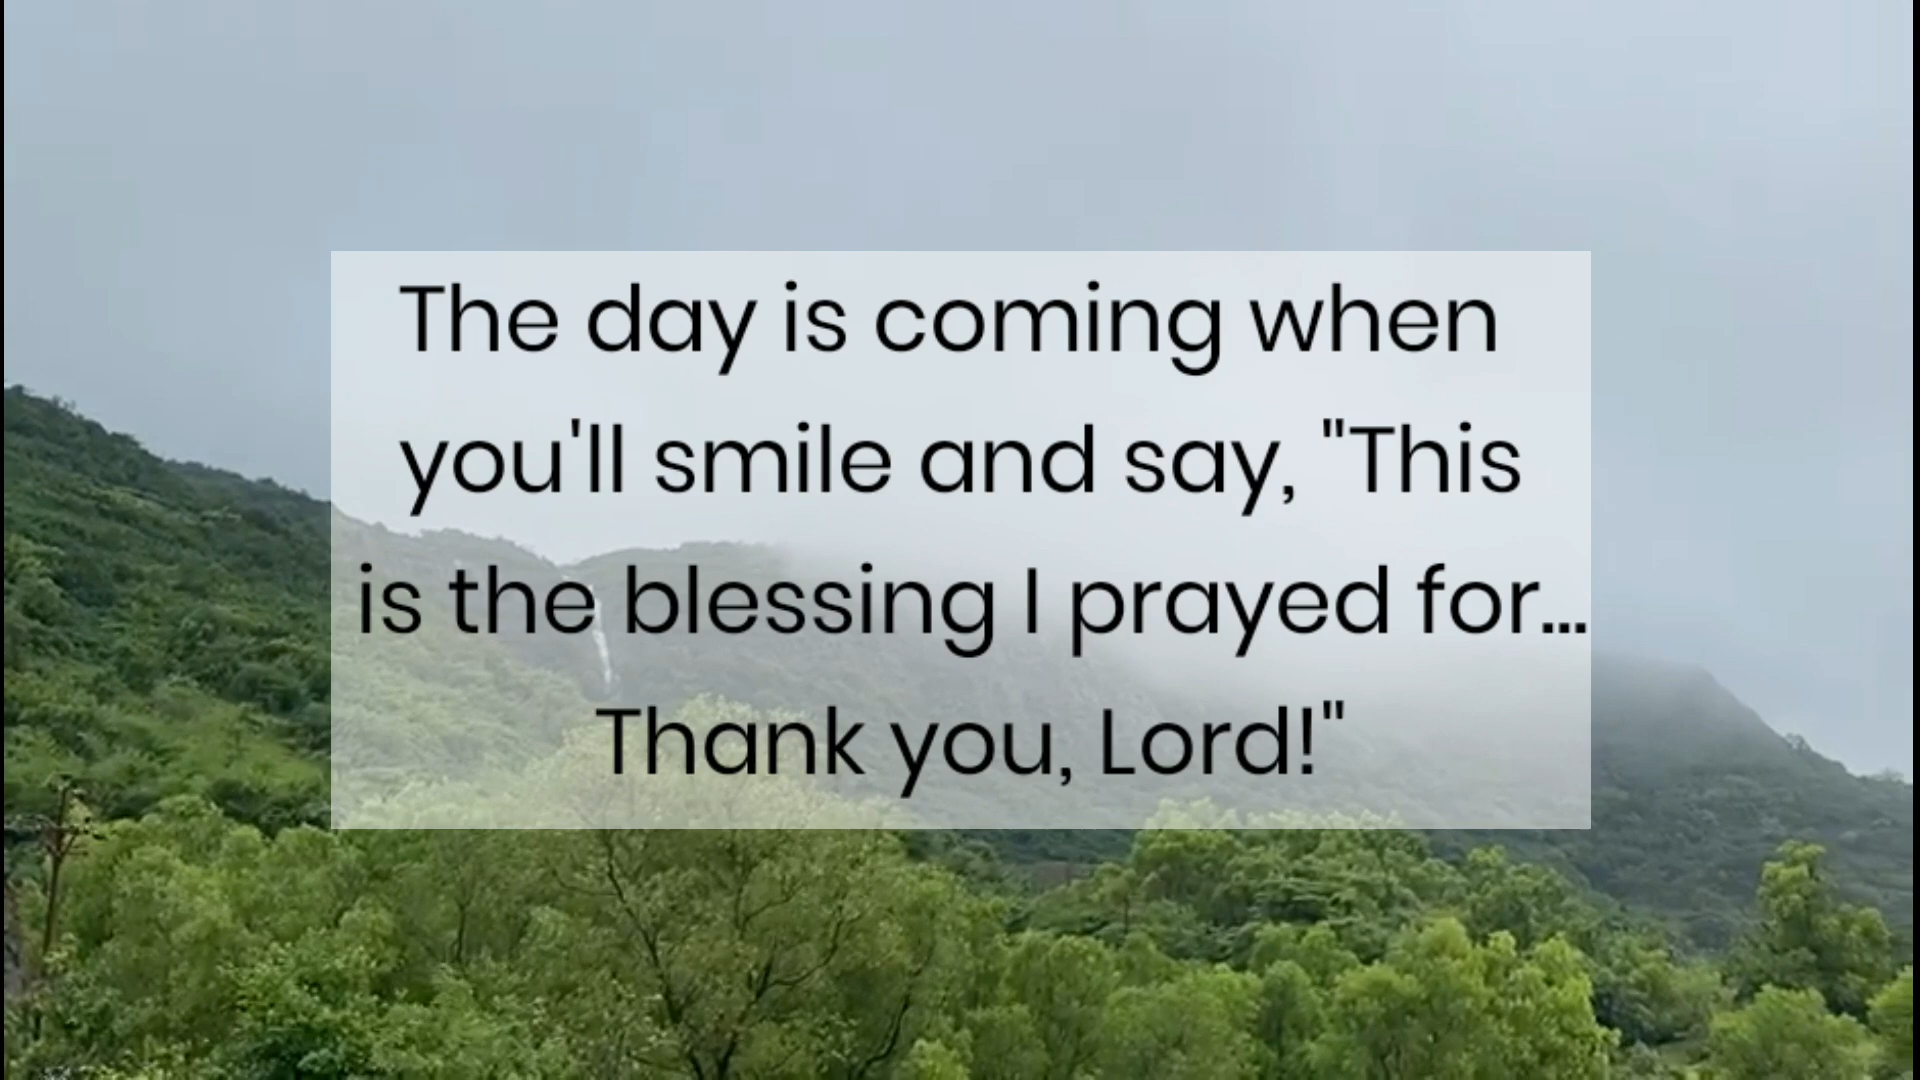 The day is coming when
you'll smile and say, "This
is the blessing I prayed for...
Thank you, Lord!"